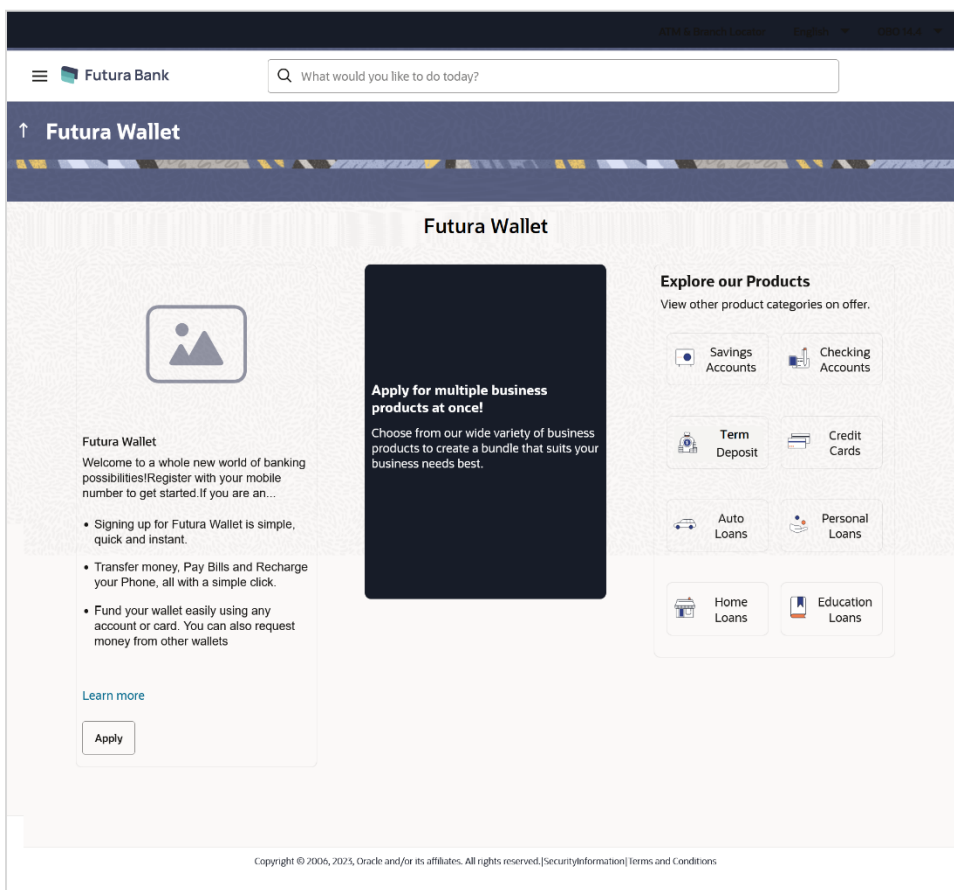 ATM & Branch Locator English
Futura Bank
What would you like to do today?
↑ Futura Wallet
Futura Wallet
Futura Wallet
Welcome to a whole new world of banking
possibilities!Register with your mobile
number to get started.If you are an...
• Signing up for Futura Wallet is simple,
quick and instant.
• Transfer money, Pay Bills and Recharge
your Phone, all with a simple click.
• Fund your wallet easily using any
account or card. You can also request
money from other wallets
Learn more
Apply
Apply for multiple business
products at once!
Choose from our wide variety of business
products to create a bundle that suits your
business needs best.
Explore our Products
View other product categories on offer.
Savings
Accounts
Checking
Accounts
Term
Deposit
Credit
Cards
Auto
Loans
Personal
Loans
Home
Loans
Education
Loans
Copyright © 2006, 2023, Oracle and/or its affiliates. All rights reserved.|SecurityInformation|Terms and Conditions